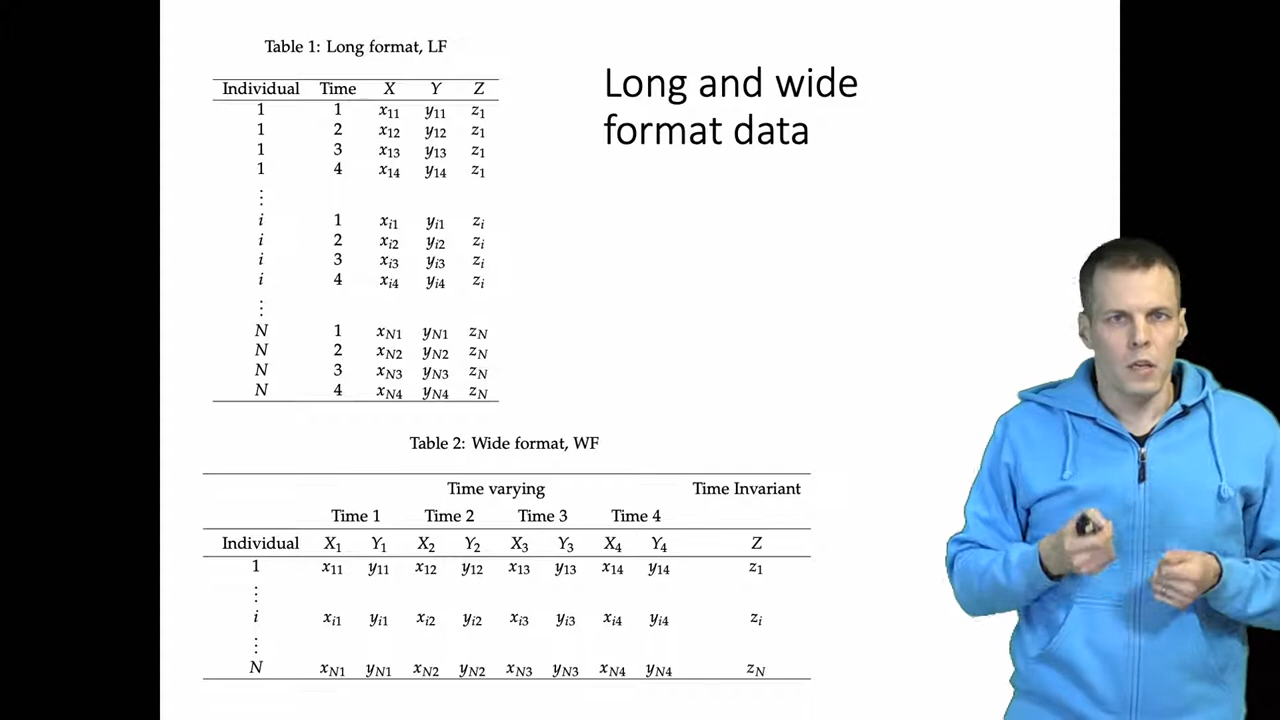 Table 1: Long format, LF
Individual Time X Y Z
1 1 x11 y11 z1
1 2 x12 y12 z1
1 3 x13 y13 z1
1 4 x14 y14 z1
⋮
i 1 xi1 yi1 zi
i 2 xi2 yi2 zi
i 3 xi3 yi3 zi
i 4 xi4 yi4 zi
⋮
N 1 xN1 yN1 zN
N 2 xN2 yN2 zN
N 3 xN3 yN3 zN
N 4 xN4 yN4 zN
Long and wide
format data
Table 2: Wide format, WF
Time varying Time Invariant
Time 1 Time 2 Time 3 Time 4
Individual X1 Y1 X2 Y2 X3 Y3 X4 Y4 Z
1 x11 y11 x12 y12 x13 y13 x14 y14 z1
⋮
i xi1 yi1 xi2 yi2 xi3 yi3 xi4 yi4 zi
⋮
N xN1 yN1 xN2 yN2 xN3 yN3 xN4 yN4 zN